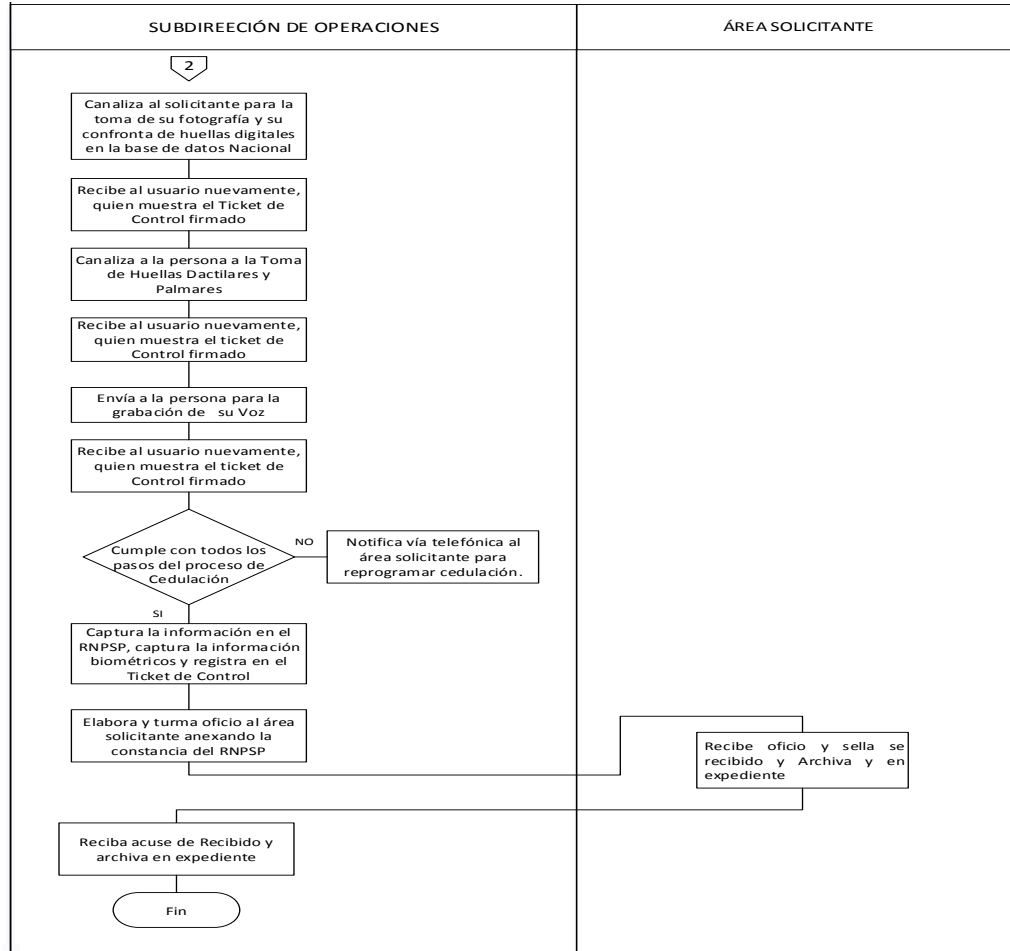 SUBDIREECIÓN DE OPERACIONES
ÁREA SOLICITANTE
2
Canaliza al solicitante para la
toma de su fotografía y su
confronta de huellas digitales
en la base de datos Nacional
Recibe al usuario nuevamente,
quien muestra el Ticket de
Control firmado
Canaliza a la persona a la Toma
de Huellas Dactilares y
Palmares
Recibe al usuario nuevamente,
quien muestra el ticket de
Control firmado
Envía a la persona para la
grabación de su Voz
Recibe al usuario nuevamente,
quien muestra el ticket de
Control firmado
Cumple con todos los
pasos del proceso de
Cedulación
NO
Notifica vía telefónica al
área solicitante para
reprogramar cedulación.
SI
Captura la información en el
RNPSP, captura la información
biométricos y registra en el
Ticket de Control
Elabora y turma oficio al área
solicitante anexando la
constancia del RNPSP
Recibe oficio y sella se
recibido y Archiva y en
expediente
Reciba acuse de Recibido y
archiva en expediente
Fin